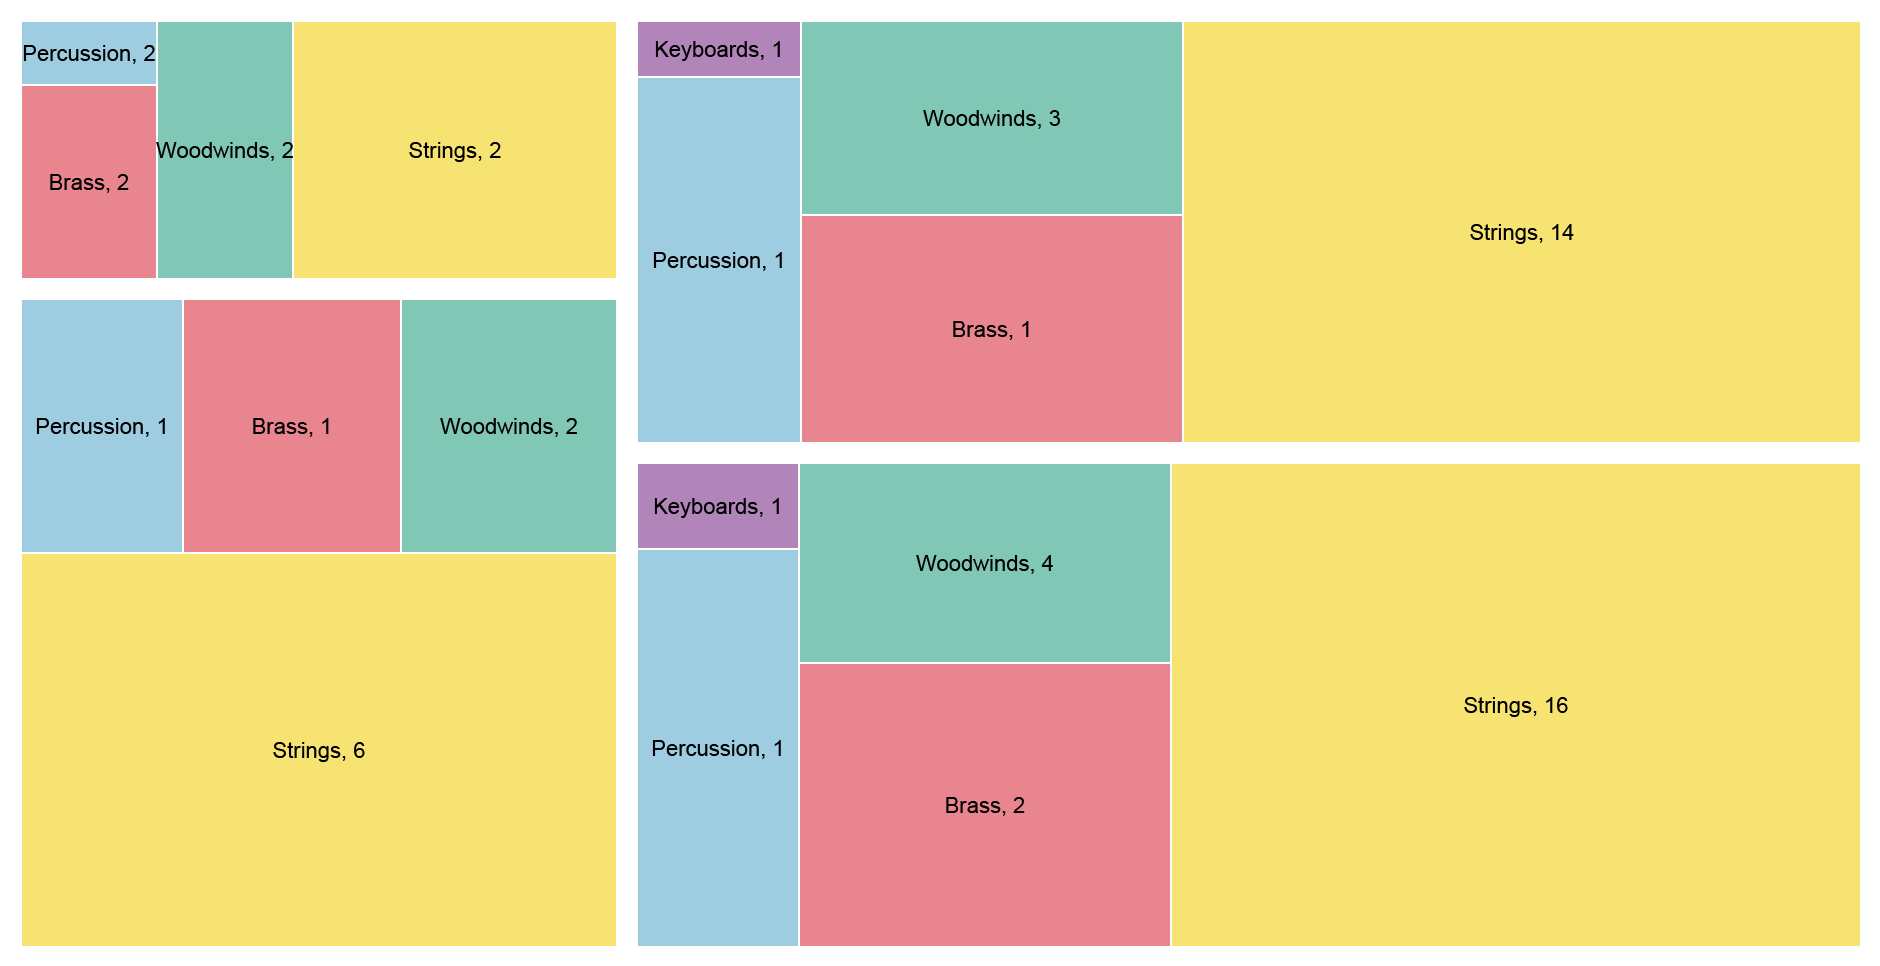 Percussion, 2
Brass, 2
Woodwinds, 2
Strings, 2
Percussion, 1
Brass, 1
Woodwinds, 2
Strings, 6
Keyboards, 1
Percussion, 1
Woodwinds, 3
Brass, 1
Strings, 14
Keyboards, 1
Percussion, 1
Woodwinds, 4
Brass, 2
Strings, 16